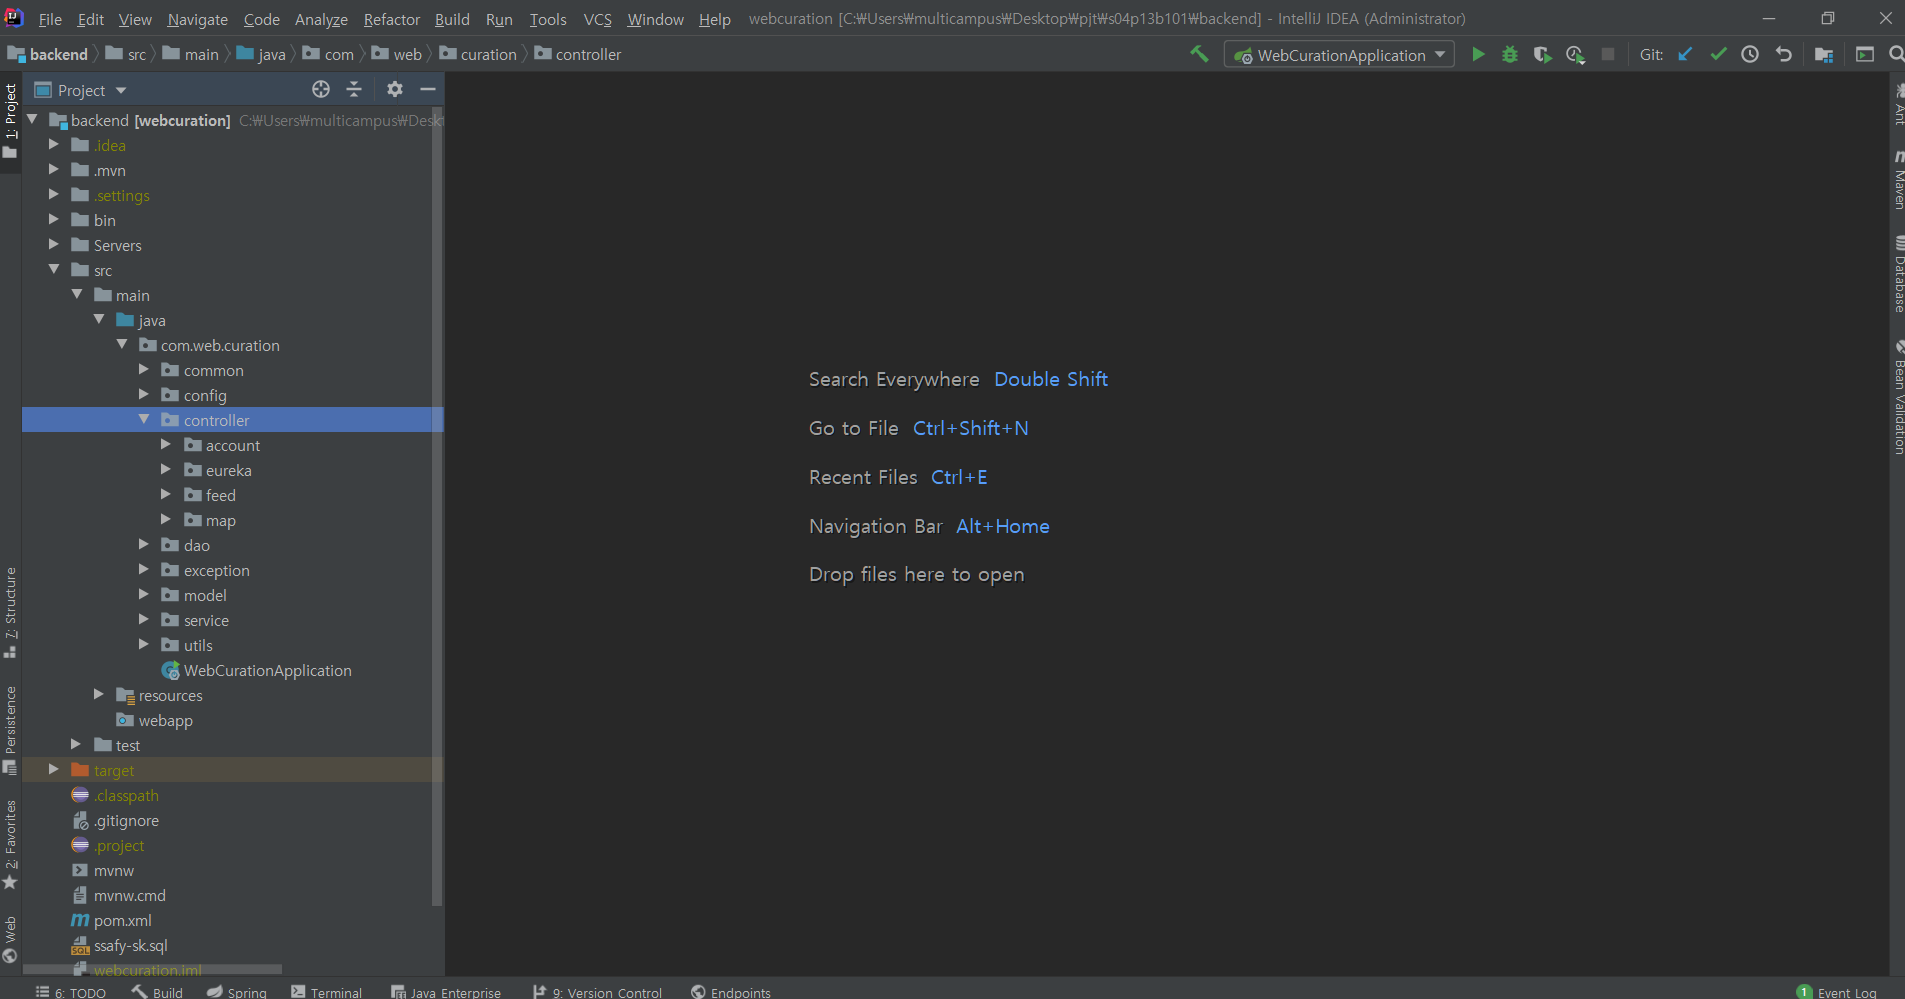 File Edit View Navigate Code Analyze Refactor Build Run Tools VCS Window Help webcuration [C:\Users₩multicampus₩Desktop₩pjt₩s04p13b101₩backend] - IntelliJ IDEA (Administrator)
backend src main java com web curation controller WebCurationApplication Git:
Project
backend [webcuration] C:₩Users₩multicampus₩Deskt
.idea
.mvn
.settings
bin
Servers
src
main
java
com.web.curation
common
config
controller
account
eureka
feed
map
dao
exception
model
service
utils
WebCurationApplication
resources
webapp
test
target
.classpath
.gitignore
.project
mvnw
mvnw.cmd
pom.xml
ssafy-sk.sql
webcuration.iml
1: Project
7: Structure
Persistence
2: Favorites
Web
Search Everywhere Double Shift
Go to File Ctrl+Shift+N
Recent Files Ctrl+E
Navigation Bar Alt+Home
Drop files here to open
Ant
Maven
Database
Bean Validation
6: TODO Build Spring Terminal Java Enterprise 9: Version Control Endpoints 1 Event Log